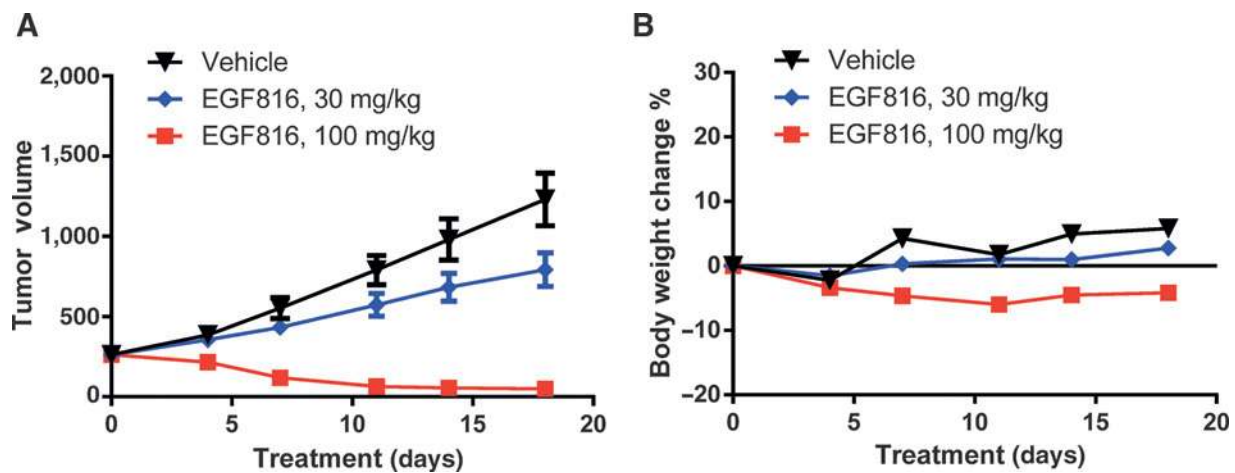 A
Vehicle
EGF816, 30 mg/kg
EGF816, 100 mg/kg
2,000
1,500
1,000
500
0
Tumor volume
0 5 10 15 20
Treatment (days)
B
Vehicle
EGF816, 30 mg/kg
EGF816, 100 mg/kg
30
20
10
0
–10
–20
Body weight change %
0 5 10 15 20
Treatment (days)